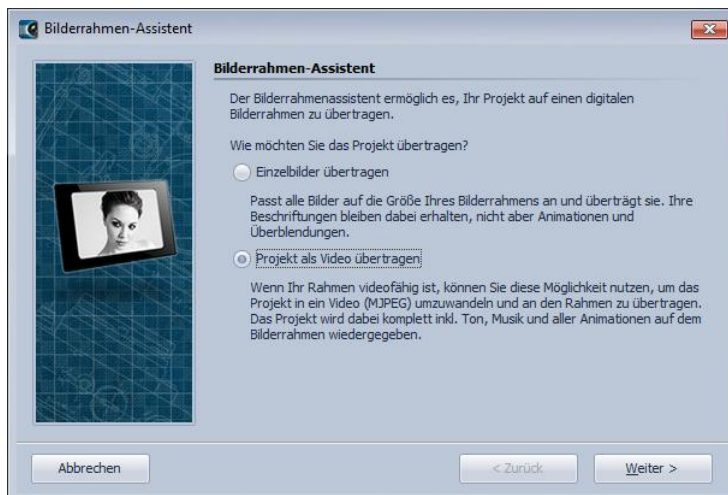 Bilderrahmen-Assistent
Bilderrahmen-Assistent
Der Bilderrahmenassistent ermöglich es, Ihr Projekt auf einen digitalen
Bilderrahmen zu übertragen.
Wie möchten Sie das Projekt übertragen?
Einzelbilder übertragen
Passt alle Bilder auf die Größe Ihres Bilderrahmens an und überträgt sie. Ihre
Beschriftungen bleiben dabei erhalten, nicht aber Animationen und
Überblendungen.
Projekt als Video übertragen
Wenn Ihr Rahmen videofähig ist, können Sie diese Möglichkeit nutzen, um das
Projekt in ein Video (MJPEG) umzuwandeln und an den Rahmen zu übertragen.
Das Projekt wird dabei komplett inkl. Ton, Musik und aller Animationen auf dem
Bilderrahmen wiedergegeben.
Abbrechen
< Zurück
Weiter >